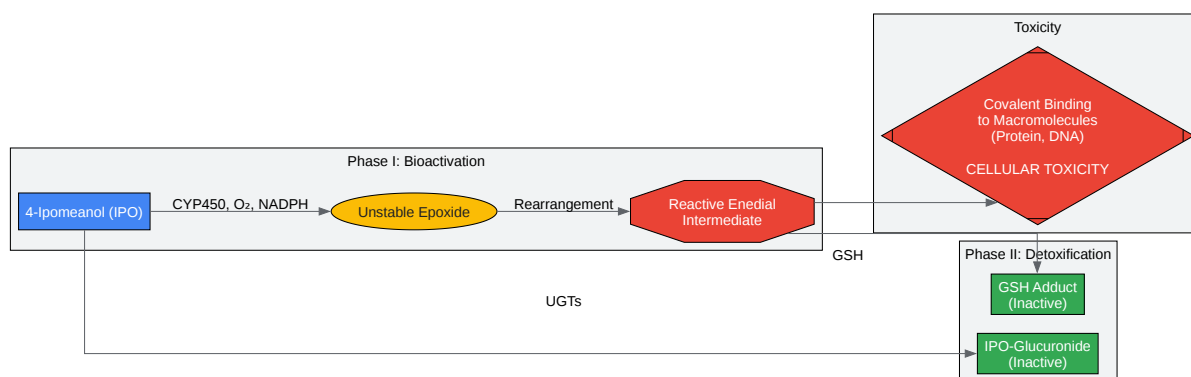 Toxicity
Covalent Binding
to Macromolecules
(Protein, DNA)
CELLULAR TOXICITY
Phase I: Bioactivation
4-Ipomeanol (IPO)
CYP450, O₂, NADPH
Unstable Epoxide
Rearrangement
Reactive Enedial
Intermediate
GSH
Phase II: Detoxification
GSH Adduct
(Inactive)
UGTs
IPO-Glucuronide
(Inactive)